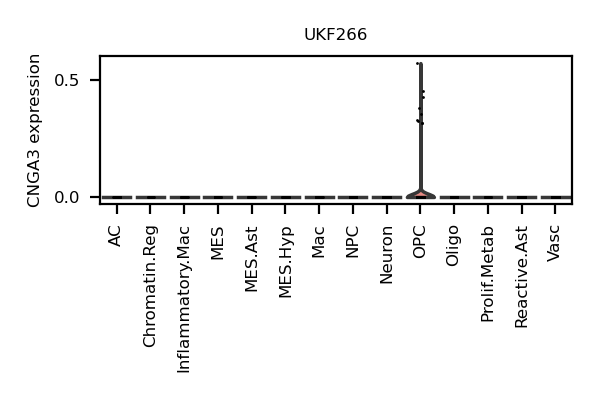 UKF266
CNGA3 expression
0.5
0.0
AC
Chromatin.Reg
Inflammatory.Mac
MES
MES.Ast
MES.Hyp
Mac
NPC
Neuron
OPC
Oligo
Prolif.Metab
Reactive.Ast
Vasc